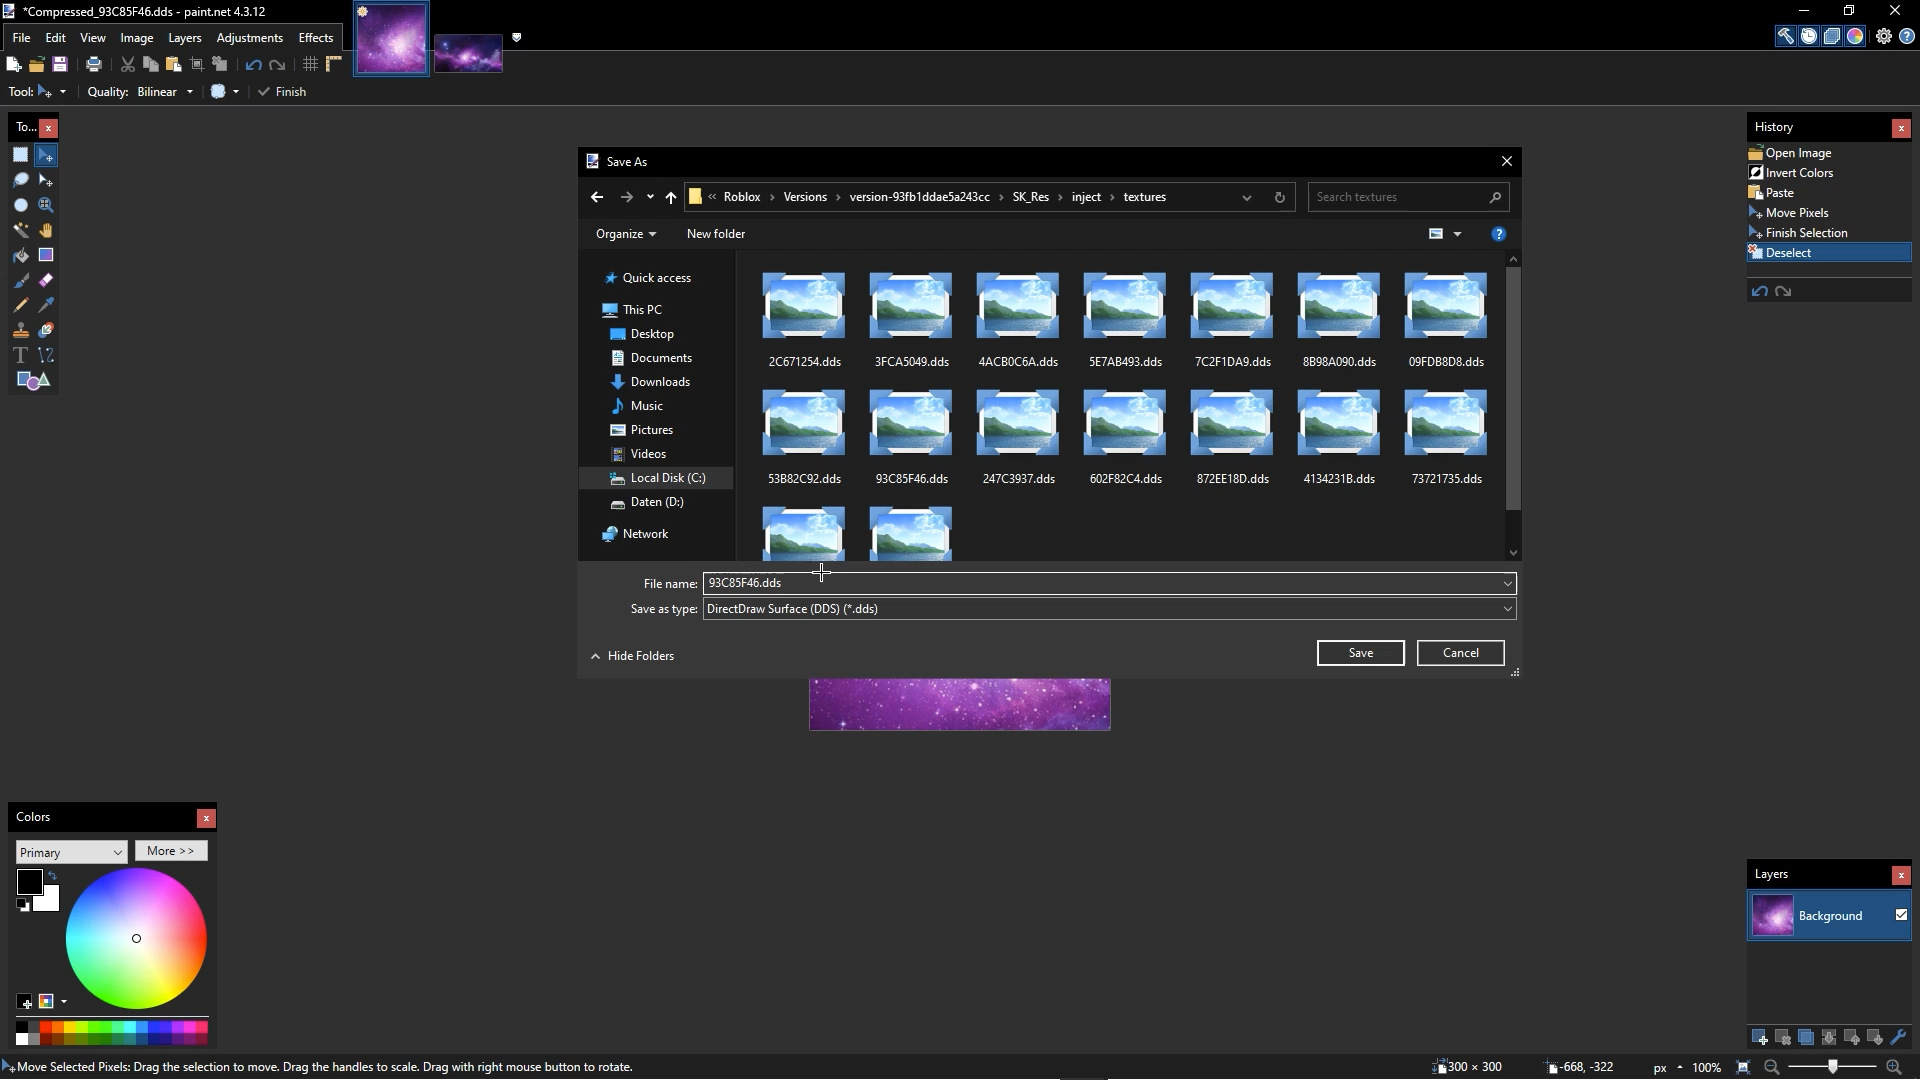 *Compressed_93C85F46.dds - paint.net 4.3.12
File Edit View Image Layers Adjustments Effects
Tool: Quality: Bilinear Finish
To...
History
Open Image
Invert Colors
Paste
Move Pixels
Finish Selection
Deselect
Save As
« Roblox › Versions › version-93fb1ddae5a243cc › SK_Res › inject › textures
Search textures
Organize New folder
Quick access
This PC
Desktop
Documents
Downloads
Music
Pictures
Videos
Local Disk (C:)
Daten (D:)
Network
2C671254.dds 3FCA5049.dds 4ACB0C6A.dds 5E7AB493.dds 7C2F1DA9.dds 8B98A090.dds 09FDB8D8.dds
53B82C92.dds 93C85F46.dds 247C3937.dds 602F82C4.dds 872EE18D.dds 4134231B.dds 73721735.dds
File name: 93C85F46.dds
Save as type: DirectDraw Surface (DDS) (*.dds)
Hide Folders
Save Cancel
Colors
Primary More >>
Layers
Background
Move Selected Pixels: Drag the selection to move. Drag the handles to scale. Drag with right mouse button to rotate.
300 × 300 -668, -322 px 100%